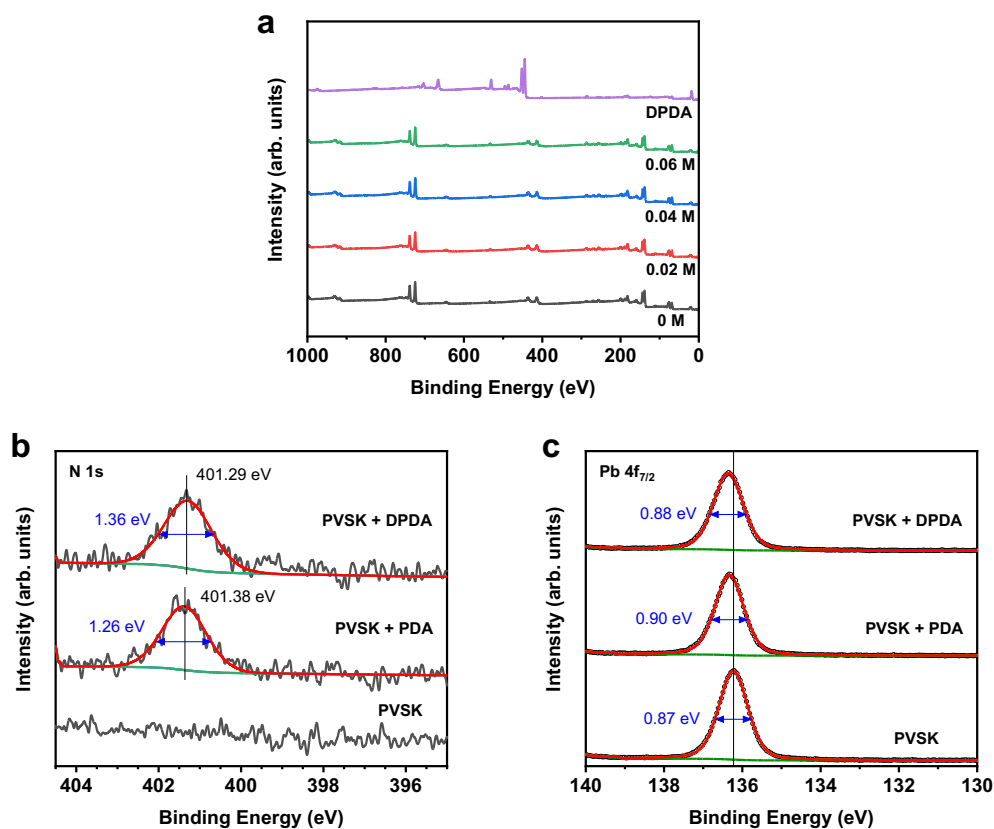 a
Intensity (arb. units)
DPDA
0.06 M
0.04 M
0.02 M
0 M
1000 800 600 400 200 0
Binding Energy (eV)
b
Intensity (arb. units)
N 1s
401.29 eV
1.36 eV
PVSK + DPDA
401.38 eV
1.26 eV
PVSK + PDA
PVSK
404 402 400 398 396
Binding Energy (eV)
c
Intensity (arb. units)
Pb 4f7/2
0.88 eV
PVSK + DPDA
0.90 eV
PVSK + PDA
0.87 eV
PVSK
140 138 136 134 132 130
Binding Energy (eV)